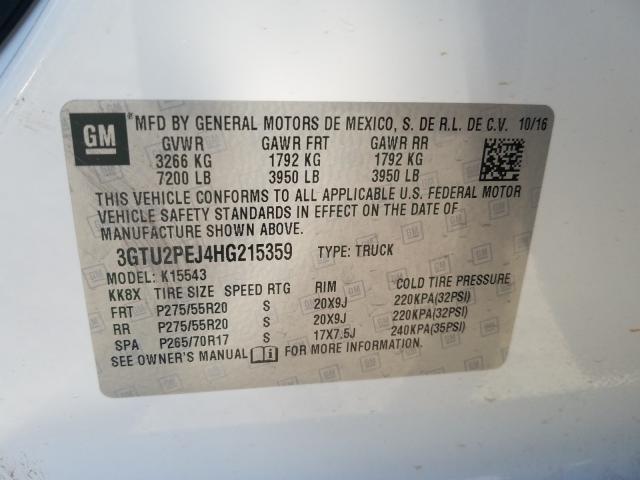 GM
MFD BY GENERAL MOTORS DE MEXICO, S. DE R.L. DE C.V. 10/16
GVWR GAWR FRT GAWR RR
3266 KG 1792 KG 1792 KG
7200 LB 3950 LB 3950 LB
THIS VEHICLE CONFORMS TO ALL APPLICABLE U.S. FEDERAL MOTOR
VEHICLE SAFETY STANDARDS IN EFFECT ON THE DATE OF
MANUFACTURE SHOWN ABOVE.
3GTU2PEJ4HG215359 TYPE: TRUCK
MODEL: K15543
KK8X TIRE SIZE SPEED RTG RIM COLD TIRE PRESSURE
FRT P275/55R20 S 20X9J 220KPA(32PSI)
RR P275/55R20 S 20X9J 220KPA(32PSI)
SPA P265/70R17 S 17X7.5J 240KPA(35PSI)
SEE OWNER'S MANUAL FOR MORE INFORMATION.